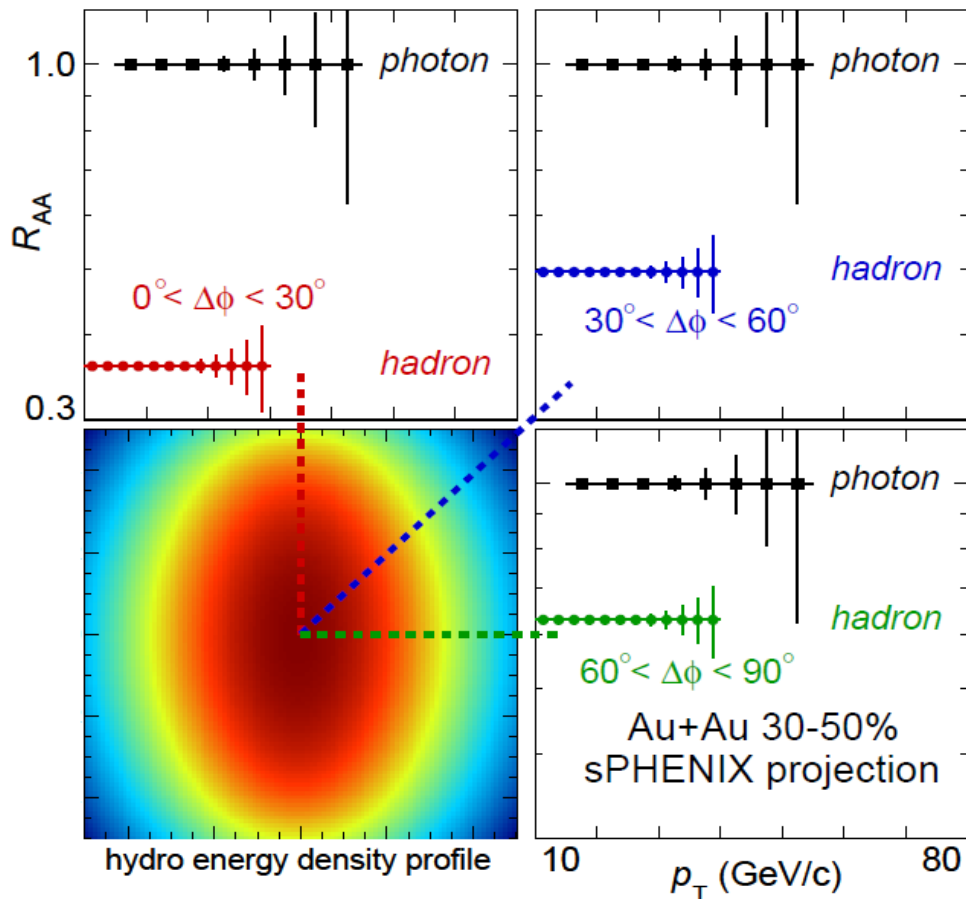 photon
1.0
R_AA
0°< Δϕ < 30°
hadron
0.3
photon
hadron
30°< Δϕ < 60°
hydro energy density profile
photon
hadron
60°< Δϕ < 90°
Au+Au 30-50%
sPHENIX projection
10
80
p_T (GeV/c)